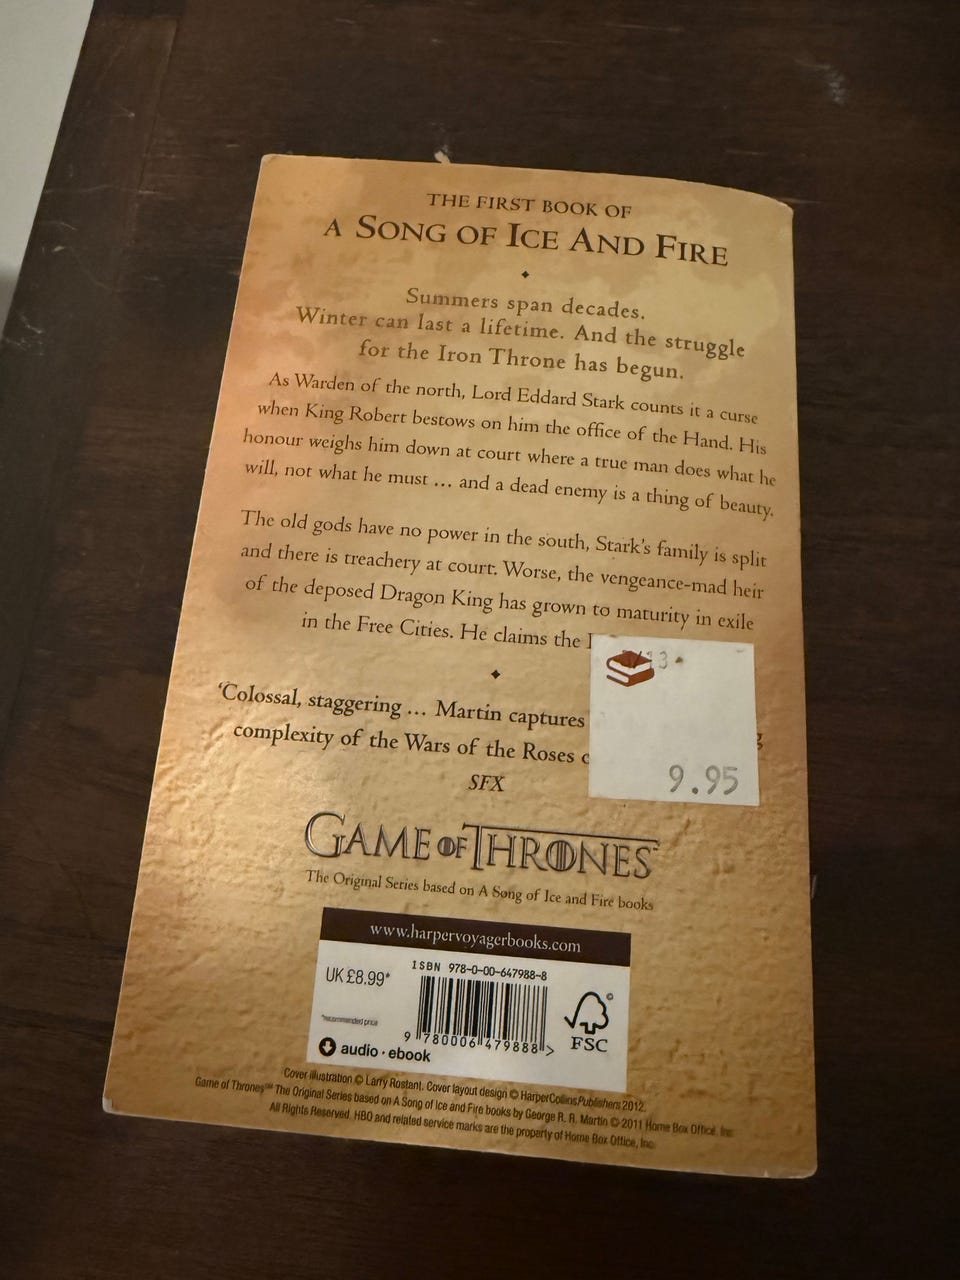 THE FIRST BOOK OF
A SONG OF ICE AND FIRE
Summers span decades.
Winter can last a lifetime. And the struggle
for the Iron Throne has begun.
As Warden of the north, Lord Eddard Stark counts it a curse
when King Robert bestows on him the office of the Hand. His
honour weighs him down at court where a true man does what he
will, not what he must ... and a dead enemy is a thing of beauty.
The old gods have no power in the south, Stark's family is split
and there is treachery at court. Worse, the vengeance-mad heir
of the deposed Dragon King has grown to maturity in exile
in the Free Cities. He claims the
'Colossal, staggering ... Martin captures
complexity of the Wars of the Roses
SFX
9.95
GAME OF THRONES
The Original Series based on A Song of Ice and Fire books
www.harpervoyagerbooks.com
ISBN 978-0-00-647988-8
UK £8.99*
*recommended price
9 780006 479888 >
FSC
audio · ebook
Cover illustration © Larry Rostant. Cover layout design © HarperCollinsPublishers 2012.
Game of Thrones℠ The Original Series based on A Song of Ice and Fire books by George R. R. Martin © 2011 Home Box Office, Inc.
All Rights Reserved. HBO and related service marks are the property of Home Box Office, Inc.